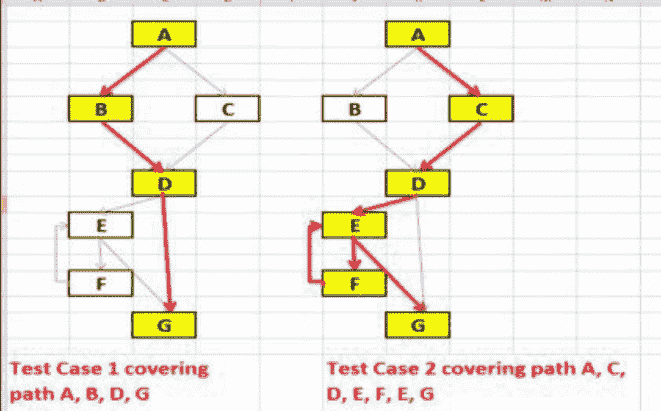 A
A
B
C
B
C
D
D
E
E
F
F
G
G
Test Case 1 covering
path A, B, D, G
Test Case 2 covering path A, C,
D, E, F, E, G